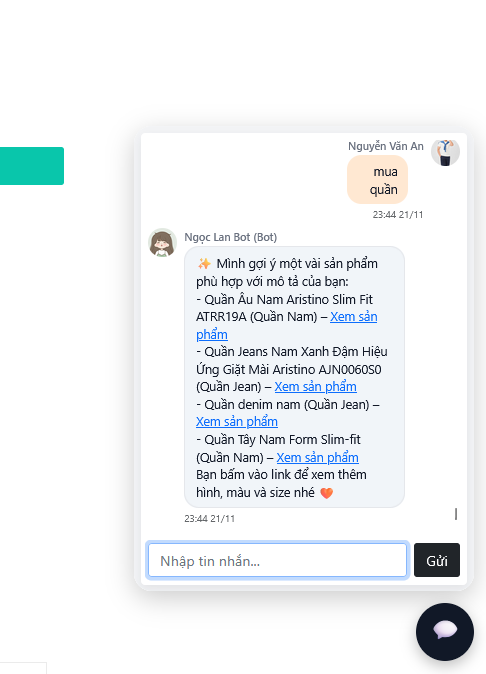 Nguyễn Văn An
mua
quần
23:44 21/11
Ngọc Lan Bot (Bot)
✨ Mình gợi ý một vài sản phẩm
phù hợp với mô tả của bạn:
- Quần Âu Nam Aristino Slim Fit
ATRR19A (Quần Nam) – Xem sản
phẩm
- Quần Jeans Nam Xanh Đậm Hiệu
Ứng Giặt Mài Aristino AJN0060S0
(Quần Jean) – Xem sản phẩm
- Quần denim nam (Quần Jean) –
Xem sản phẩm
- Quần Tây Nam Form Slim-fit
(Quần Nam) – Xem sản phẩm
Bạn bấm vào link để xem thêm
hình, màu và size nhé 💖
23:44 21/11
Nhập tin nhắn...
Gửi